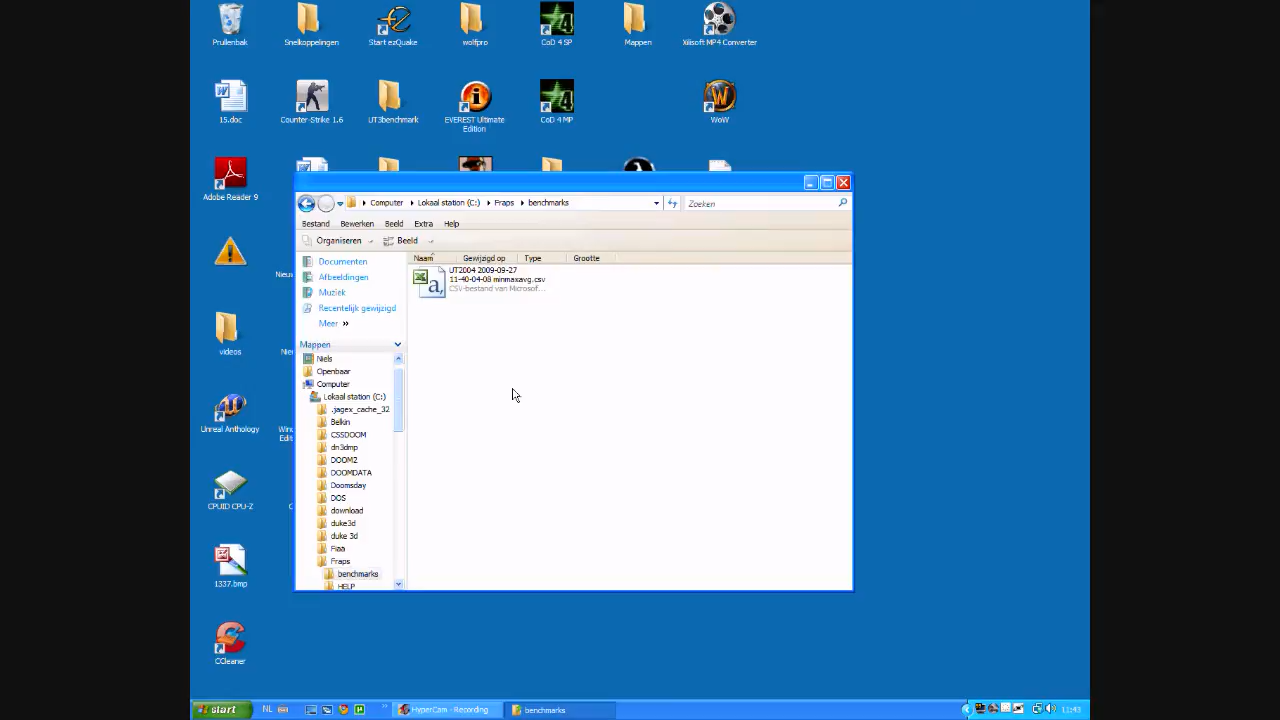 Prullenbak
Snelkoppelingen
Start ezQuake
wolfpro
CoD 4 SP
Mappen
Xilisoft MP4 Converter
15.doc
Counter-Strike 1.6
UT3benchmark
EVEREST Ultimate
Edition
CoD 4 MP
WoW
Adobe Reader 9
videos
Unreal Anthology
CPUID CPU-Z
1337.bmp
CCleaner
Computer
Lokaal station (C:)
Fraps
benchmarks
Zoeken
Bestand
Bewerken
Beeld
Extra
Help
Organiseren
Beeld
Documenten
Afbeeldingen
Muziek
Recentelijk gewijzigd
Meer »
Mappen
Niels
Openbaar
Computer
Lokaal station (C:)
.jagex_cache_32
Belkin
CSSDOOM
dn3dmp
DOOM2
DOOMDATA
Doomsday
DOS
download
duke3d
duke 3d
Fiaa
Fraps
benchmarks
HELP
Naam
Gewijzigd op
Type
Grootte
UT2004 2009-09-27
11-40-04-08 minmaxavg.csv
CSV-bestand van Microsof...
start
NL
HyperCam - Recording
benchmarks
11:43